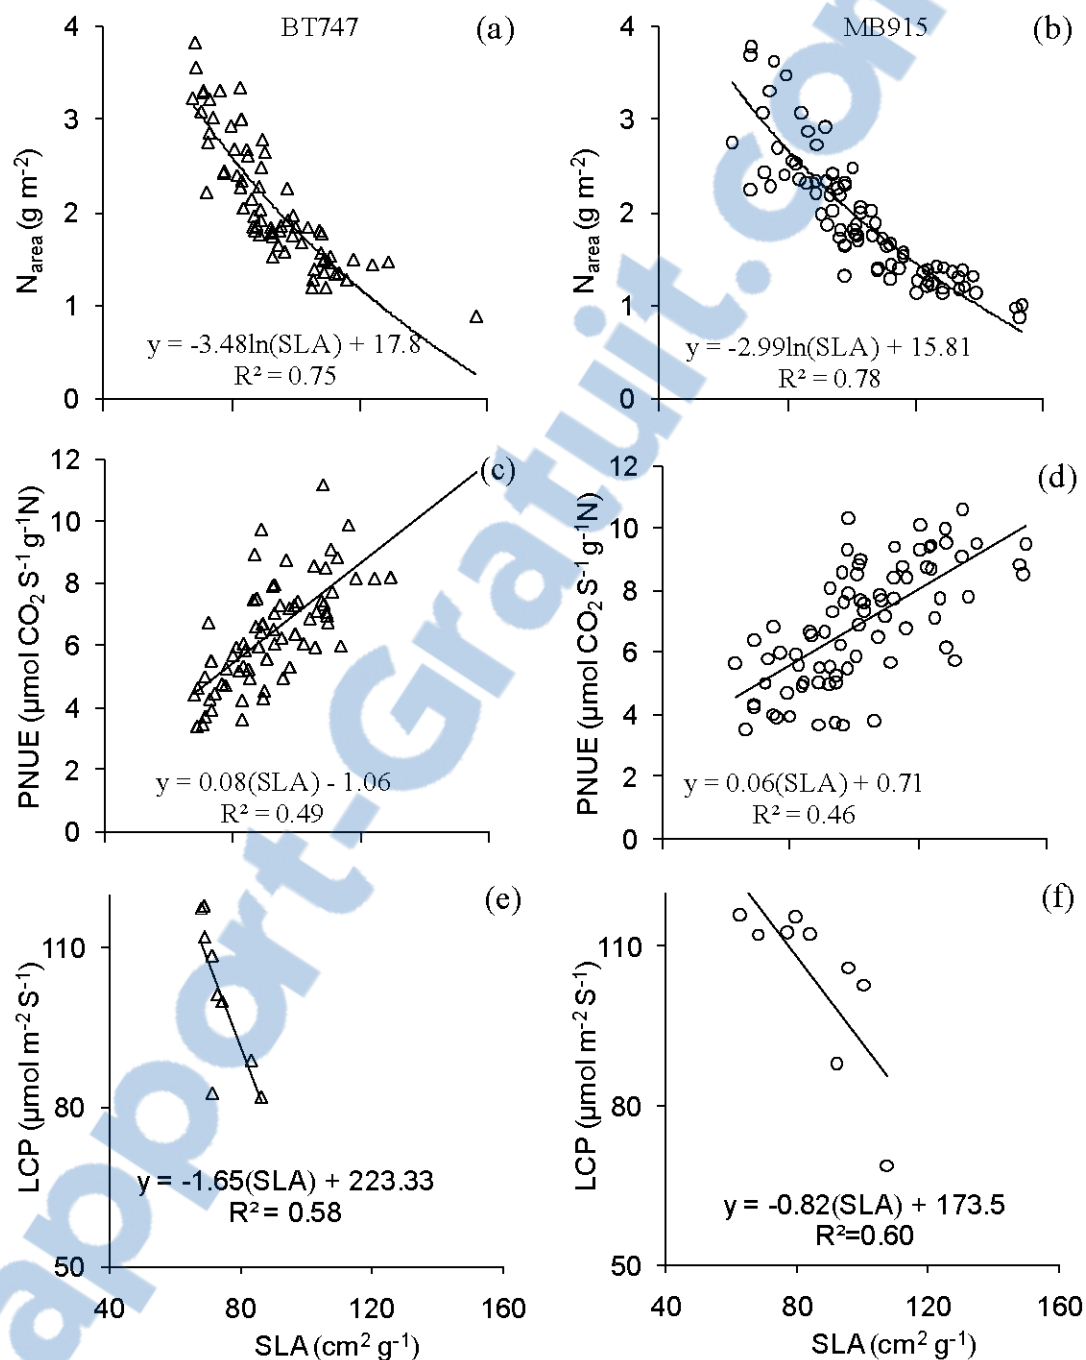 BT747 (a)
4
3
2
1
0
N_area (g m⁻²)
y = -3.48ln(SLA) + 17.8
R² = 0.75
MB915 (b)
4
3
2
1
0
N_area (g m⁻²)
y = -2.99ln(SLA) + 15.81
R² = 0.78
(c)
12
10
8
6
4
2
0
PNUE (µmol CO₂ S⁻¹ g⁻¹N)
y = 0.08(SLA) - 1.06
R² = 0.49
(d)
12
10
8
6
4
2
0
PNUE (µmol CO₂ S⁻¹ g⁻¹N)
y = 0.06(SLA) + 0.71
R² = 0.46
(e)
110
80
50
LCP (µmol m⁻² S⁻¹)
y = -1.65(SLA) + 223.33
R² = 0.58
40 80 120 160
SLA (cm² g⁻¹)
(f)
110
80
50
LCP (µmol m⁻² S⁻¹)
y = -0.82(SLA) + 173.5
R²=0.60
40 80 120 160
SLA (cm² g⁻¹)
apport-Gratuit.com